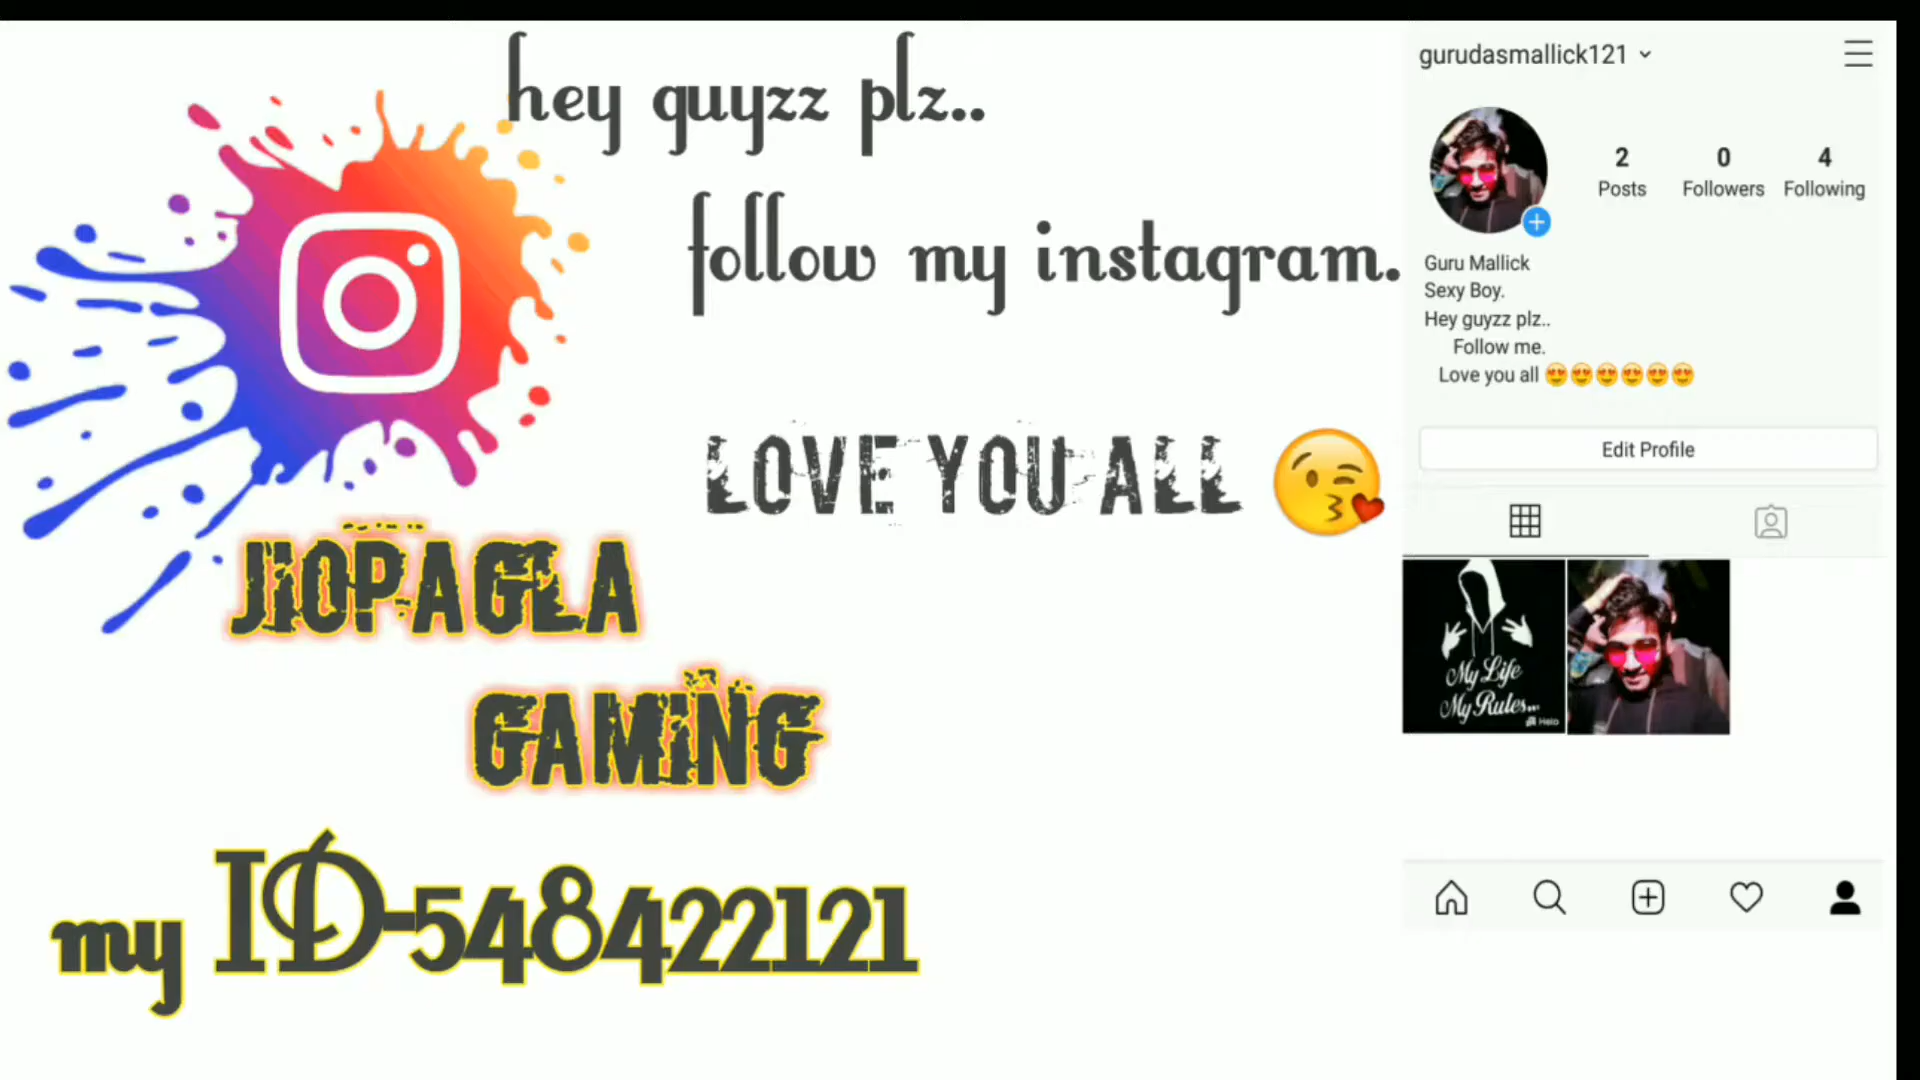 hey guyzz plz..
follow my instagram.
LOVE YOU ALL 😘
JIOPAGLA
GAMING
my ID-548422121
gurudasmallick121
2 0 4
Posts Followers Following
Guru Mallick
Sexy Boy.
Hey guyzz plz..
Follow me.
Love you all 😍😍😍😍😍😍
Edit Profile
My Life
My Rules...
Helo